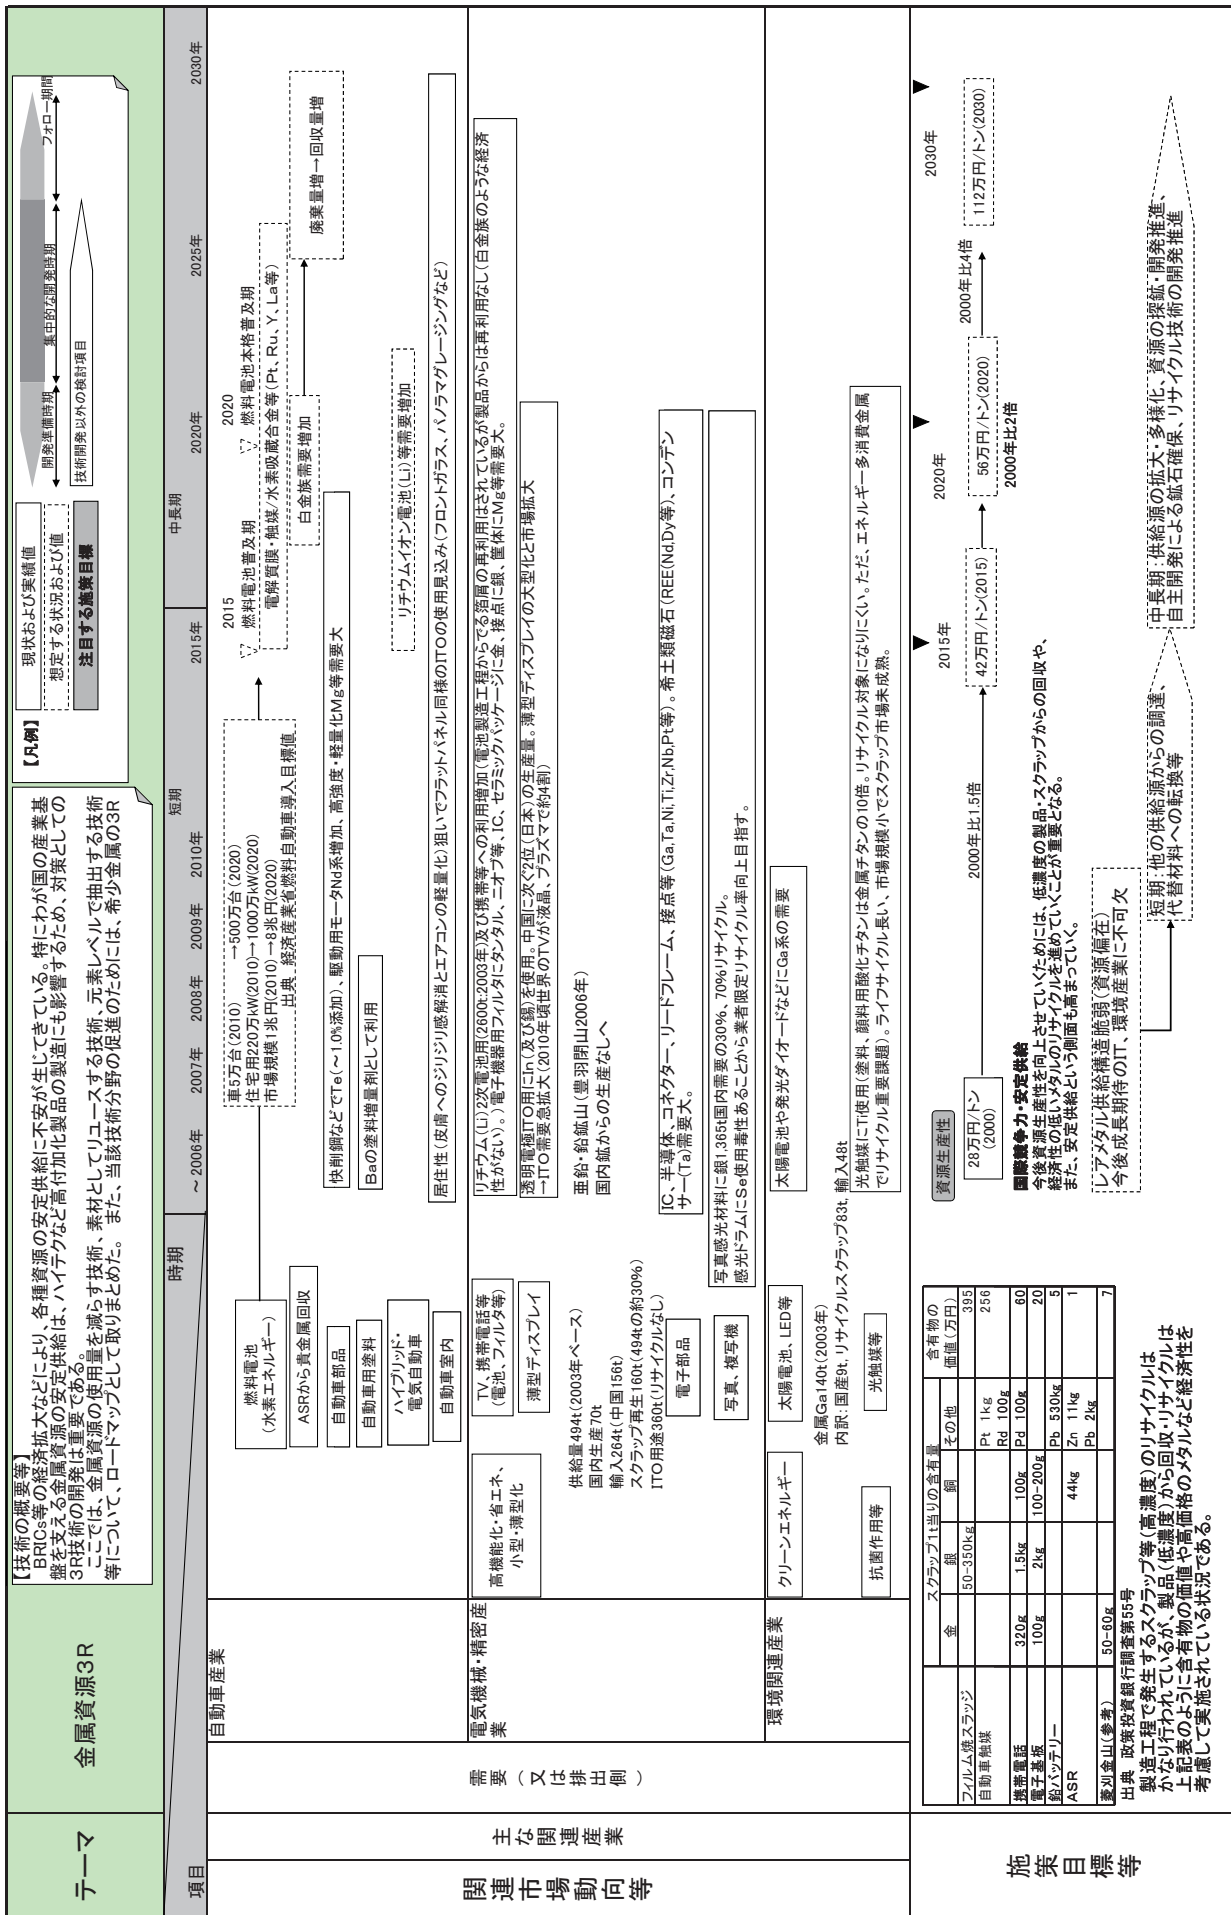 テーマ
金属資源3R
【技術の概要等】
BRICs等の経済拡大などにより、各種資源の安定供給に不安が生じてきている。特にわが国の産業基
盤を支える金属資源の安定供給は、ハイテクなど高付加化製品の製造にも影響するため、対策としての
3R技術の開発は重要である。
ここでは、金属資源の使用量を減らす技術、素材としてリユースする技術、元素レベルで抽出する技術
等について、ロードマップとして取りまとめた。 また、当該技術分野の促進のためには、希少金属の3R
【凡例】
現状および実績値
想定する状況および値
注目する施策目標
開発準備時期
集中的な開発時期
フォロー期間
技術開発以外の検討項目
項目
時期
短期
中長期
～2006年
2007年
2008年
2009年
2010年
2015年
2020年
2025年
2030年
関連市場動向等
主な関連産業
需要(又は排出側)
自動車産業
燃料電池
(水素エネルギー)
車5万台(2010) →500万台(2020)
住宅用220万kW(2010)→1000万kW(2020)
市場規模1兆円(2010)→8兆円(2020)
出典 経済産業省燃料自動車導入目標値
2015
▽ 燃料電池普及期
2020
▽ 燃料電池本格普及期
電解質膜・触媒/水素吸蔵合金等(Pt、Ru、Y、La等)
ASRから貴金属回収
白金族需要増加
廃棄量増→回収量増
自動車部品
快削鋼などでTe(～1.0%添加)、駆動用モータNd系増加、高強度・軽量化Mg等需要大
自動車用塗料
Baの塗料増量剤として利用
ハイブリッド・
電気自動車
リチウムイオン電池(Li)等需要増加
自動車室内
居住性(皮膚へのジリジリ感解消とエアコンの軽量化)狙いでフラットパネル同様のITOの使用見込み(フロントガラス、パノラマグレージングなど)
電気機械・精密産
業
高機能化・省エネ、
小型・薄型化
TV、携帯電話等
(電池、フィルタ等)
リチウム(Li)2次電池用(2600t:2003年)及び携帯等への利用増加(電池製造工程からでる箔屑の再利用はされているが製品からは再利用なし(白金族のような経済
性がない)。)電子機器用フィルタにタンタル、ニオブ等、IC、セラミックパッケージに金、接点に銀、筐体にMg等需要大。
薄型ディスプレイ
透明電極ITO用にIn(及び錫)を使用。中国に次ぐ2位(日本)の生産量。薄型ディスプレイの大型化と市場拡大
→ITO需要急拡大(2010年頃世界のTVが液晶、プラズマで約4割)
供給量494t(2003年ベース)
国内生産70t
輸入264t(中国156t)
スクラップ再生160t(494tの約30%)
ITO用途360t(リサイクルなし)
亜鉛・鉛鉱山(豊羽閉山2006年)
国内鉱からの生産なしへ
電子部品
IC、半導体、コネクター、リードフレーム、接点等(Ga,Ta,Ni,Ti,Zr,Nb,Pt等)。希土類磁石(REE(Nd,Dy等)、コンデン
サー(Ta)需要大。
写真、複写機
写真感光材料に銀1,365t国内需要の30%、70%リサイクル。
感光ドラムにSe使用毒性あることから業者限定リサイクル率向上目指す。
環境関連産業
クリーンエネルギー
太陽電池、LED等
太陽電池や発光ダイオードなどにGa系の需要
金属Ga140t(2003年)
内訳:国産9t、リサイクルスクラップ83t、輸入48t
抗菌作用等
光触媒等
光触媒にTi使用(塗料、顔料用酸化チタンは金属チタンの10倍。リサイクル対象になりにくい。ただ、エネルギー多消費金属
でリサイクル重要課題)。ライフサイクル長い、市場規模小でスクラップ市場未成熟。
施策目標等
スクラップ1t当りの含有量
含有物の
価値(万円)
金 銀 銅 その他
フィルム焼スラッジ 50-350kg 395
自動車触媒 Pt 1kg 256
Rd 100g
携帯電話 320g 1.5kg 100g Pd 100g 60
電子基板 100g 2kg 100-200g 20
鉛バッテリー Pb 530kg 5
ASR 44kg Zn 11kg 1
Pb 2kg
菱刈金山(参考) 50-60g 7
出典 政策投資銀行調査第55号
製造工程で発生するスクラップ等(高濃度)のリサイクルは
かなり行われているが、製品(低濃度)から回収・リサイクルは
上記表のように含有物の価値や高価格のメタルなど経済性を
考慮して実施されている状況である。
資源生産性
28万円/トン
(2000)
2000年比1.5倍
2015年
42万円/トン(2015)
2020年
56万円/トン(2020)
2000年比2倍
2000年比4倍
2030年
112万円/トン(2030)
国際競争力・安定供給
今後資源生産性を向上させていくためには、低濃度の製品・スクラップからの回収や、
経済性の低いメタルのリサイクルを進めていくことが重要となる。
また、安定供給という側面も高まっていく。
レアメタル供給構造脆弱(資源偏在)
今後成長期待のIT、環境産業に不可欠
短期:他の供給源からの調達、
代替材料への転換等
中長期:供給源の拡大・多様化、資源の探鉱・開発推進、
自主開発による鉱石確保、リサイクル技術の開発推進